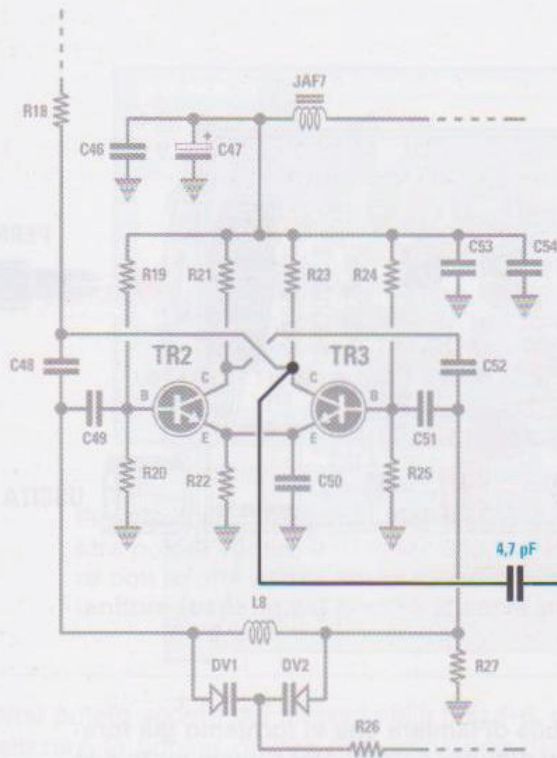 JAF7
R18
C46
+
C47
R19
R21
R23
R24
C53
C54
C48
TR2
TR3
C52
C
C
B
B
C49
C51
E
E
R20
R22
C50
R25
4,7 pF
L8
DV1
DV2
R27
R26